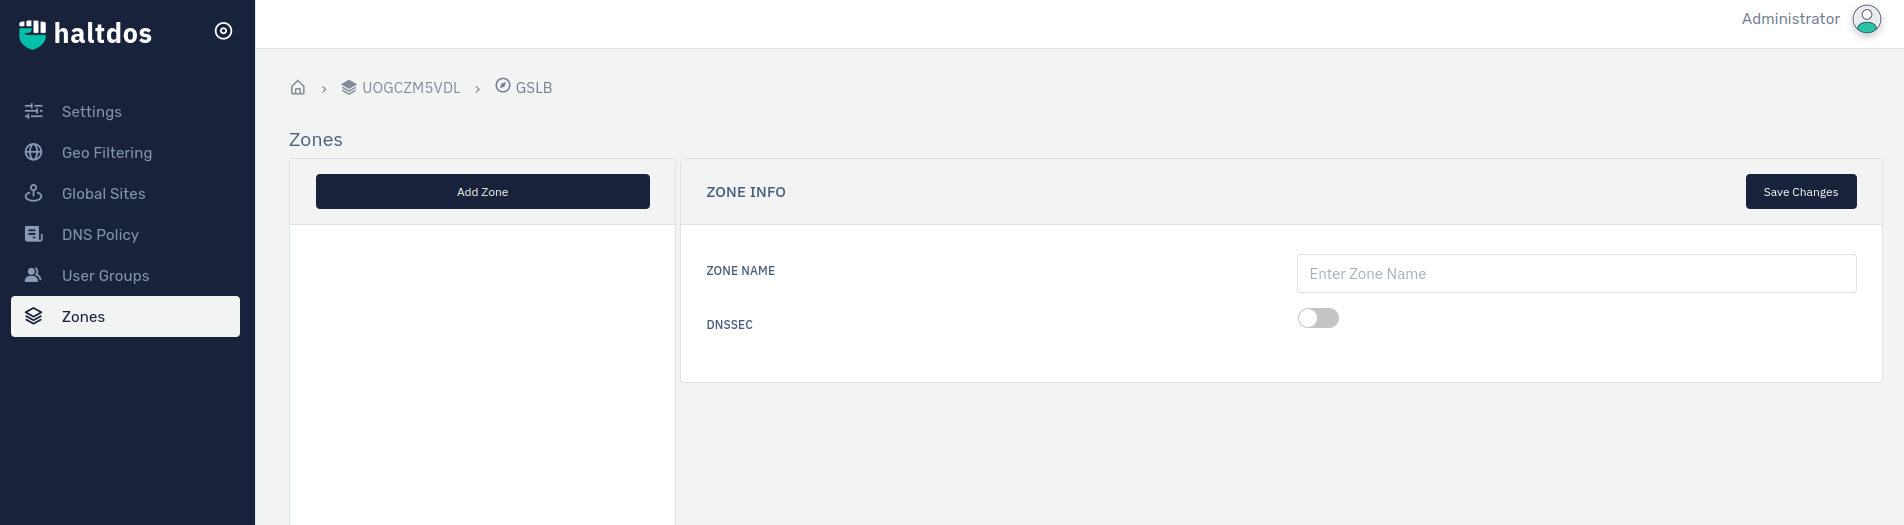 haltdos
Administrator
Settings
Geo Filtering
Global Sites
DNS Policy
User Groups
Zones
UOGCZM5VDL
GSLB
Zones
Add Zone
ZONE INFO
Save Changes
ZONE NAME
Enter Zone Name
DNSSEC